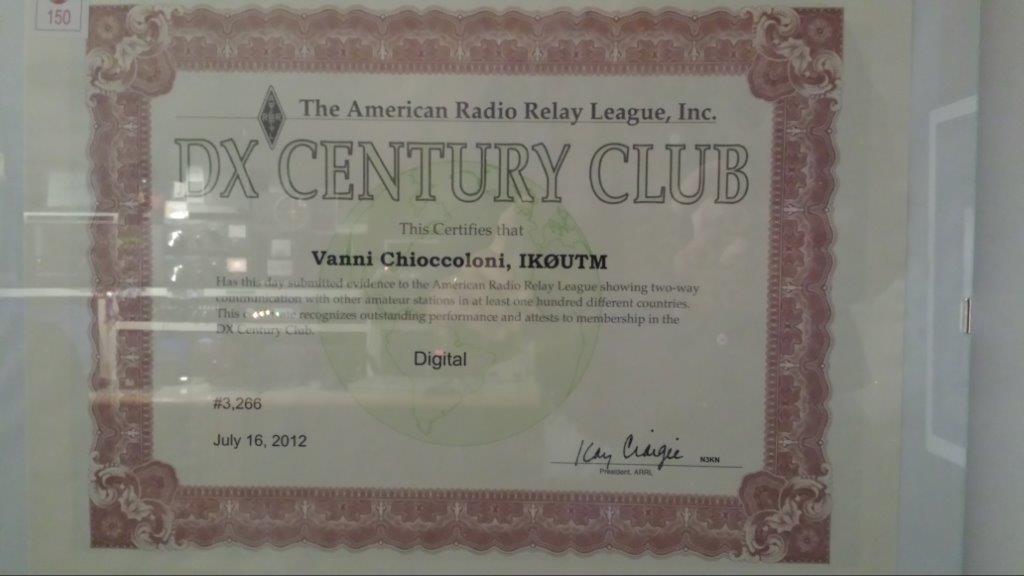 150
The American Radio Relay League, Inc.
DX CENTURY CLUB
This Certifies that
Vanni Chioccoloni, IKØUTM
Has this day submitted evidence to the American Radio Relay League showing two-way
communication with other amateur stations in at least one hundred different countries.
This recognizes outstanding performance and attests to membership in the
DX Century Club.
Digital
#3,266
July 16, 2012
Kay Craigie N3KN
President, ARRL